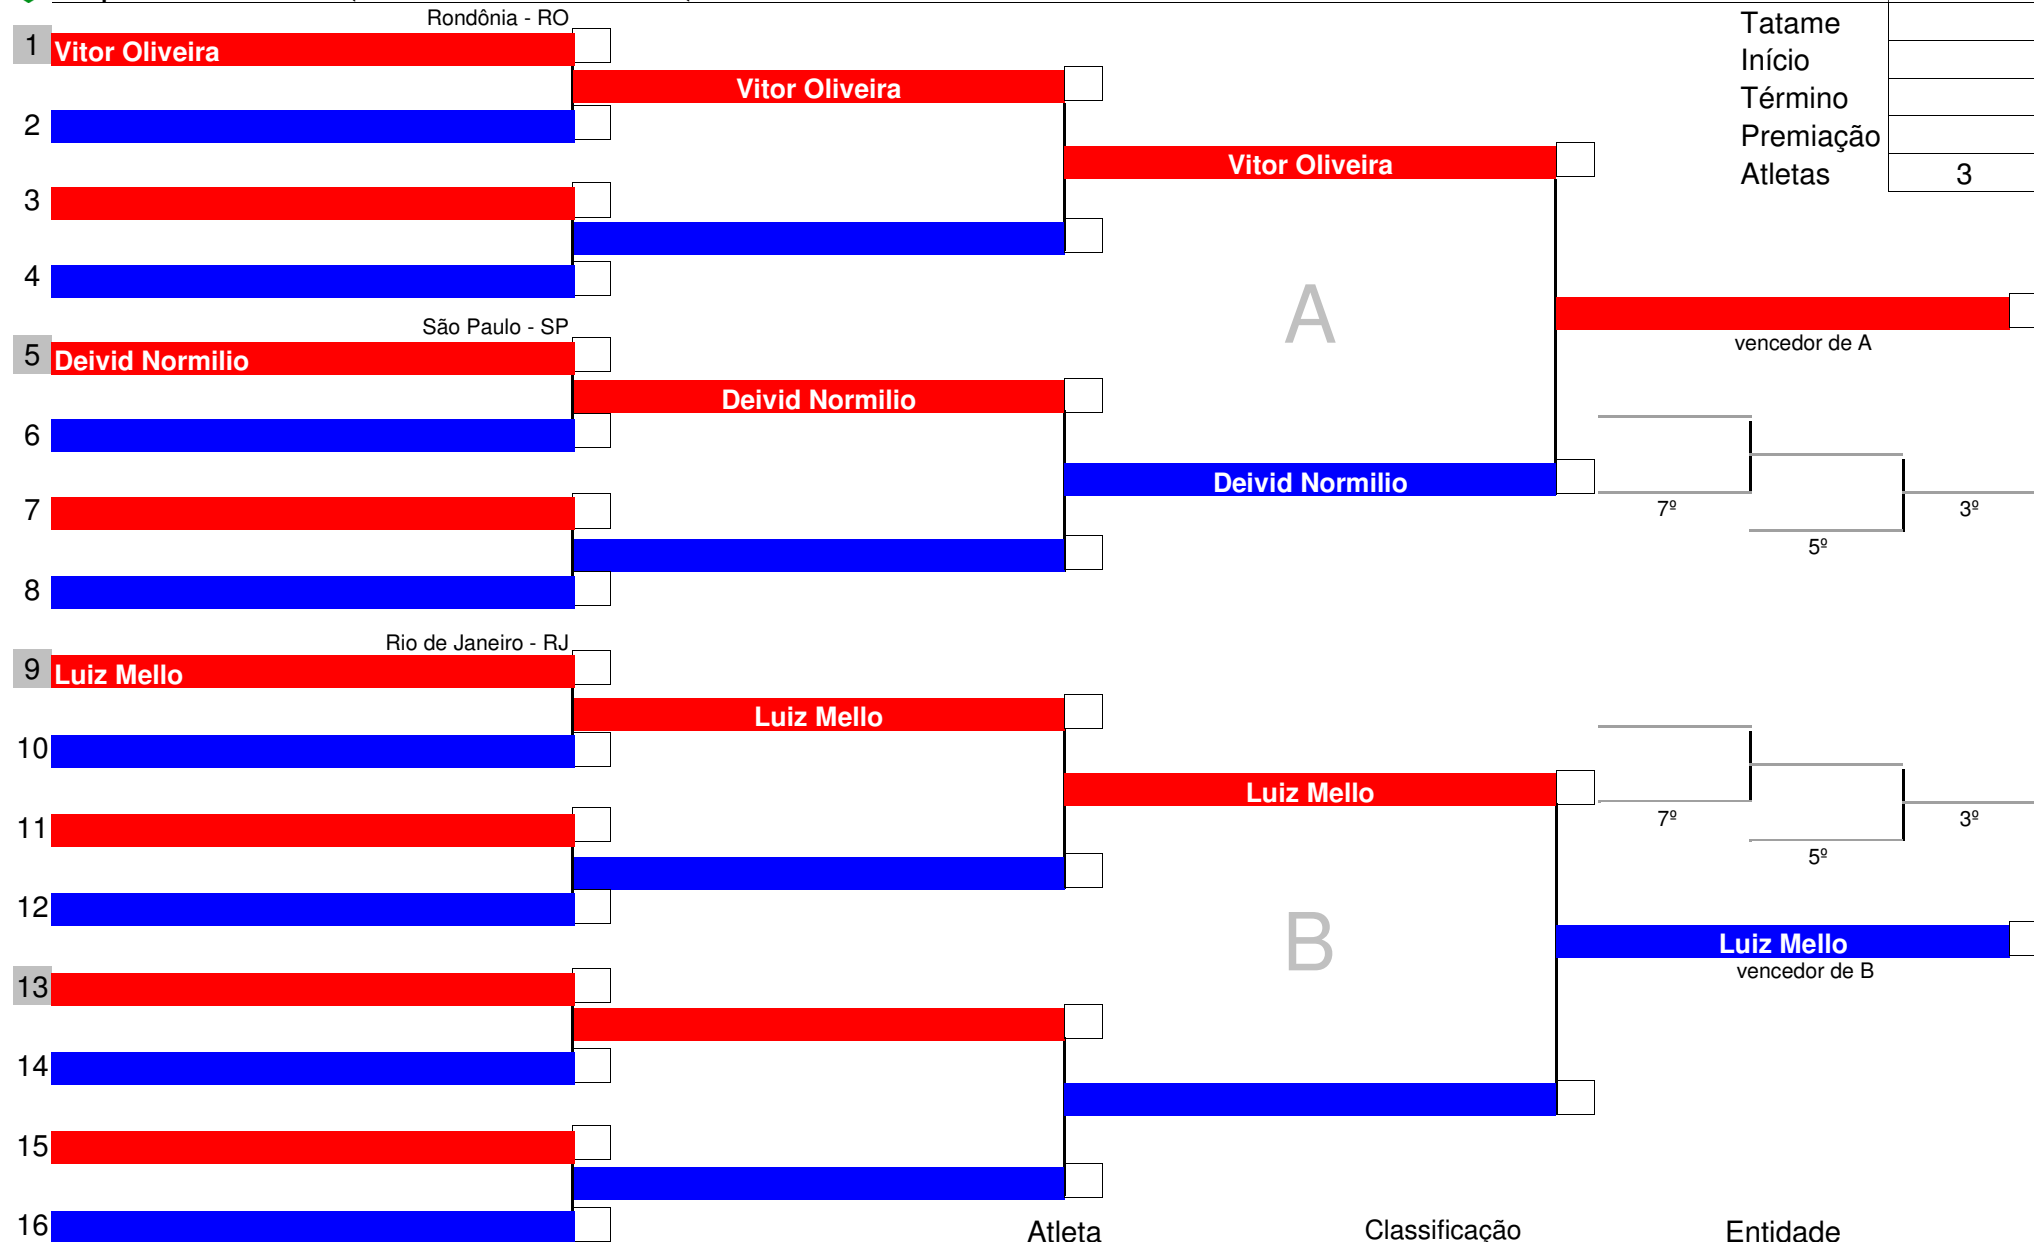 Rondônia - RO
1 Vitor Oliveira
Vitor Oliveira
2
Vitor Oliveira
3
4
A
São Paulo - SP
5 Deivid Normilio
Deivid Normilio
6
Deivid Normilio
7
8
Tatame
Início
Término
Premiação
Atletas 3
vencedor de A
7º
5º
3º
Rio de Janeiro - RJ
9 Luiz Mello
Luiz Mello
10
Luiz Mello
11
12
B
13
14
15
16
7º
5º
3º
Luiz Mello
vencedor de B
Atleta Classificação Entidade